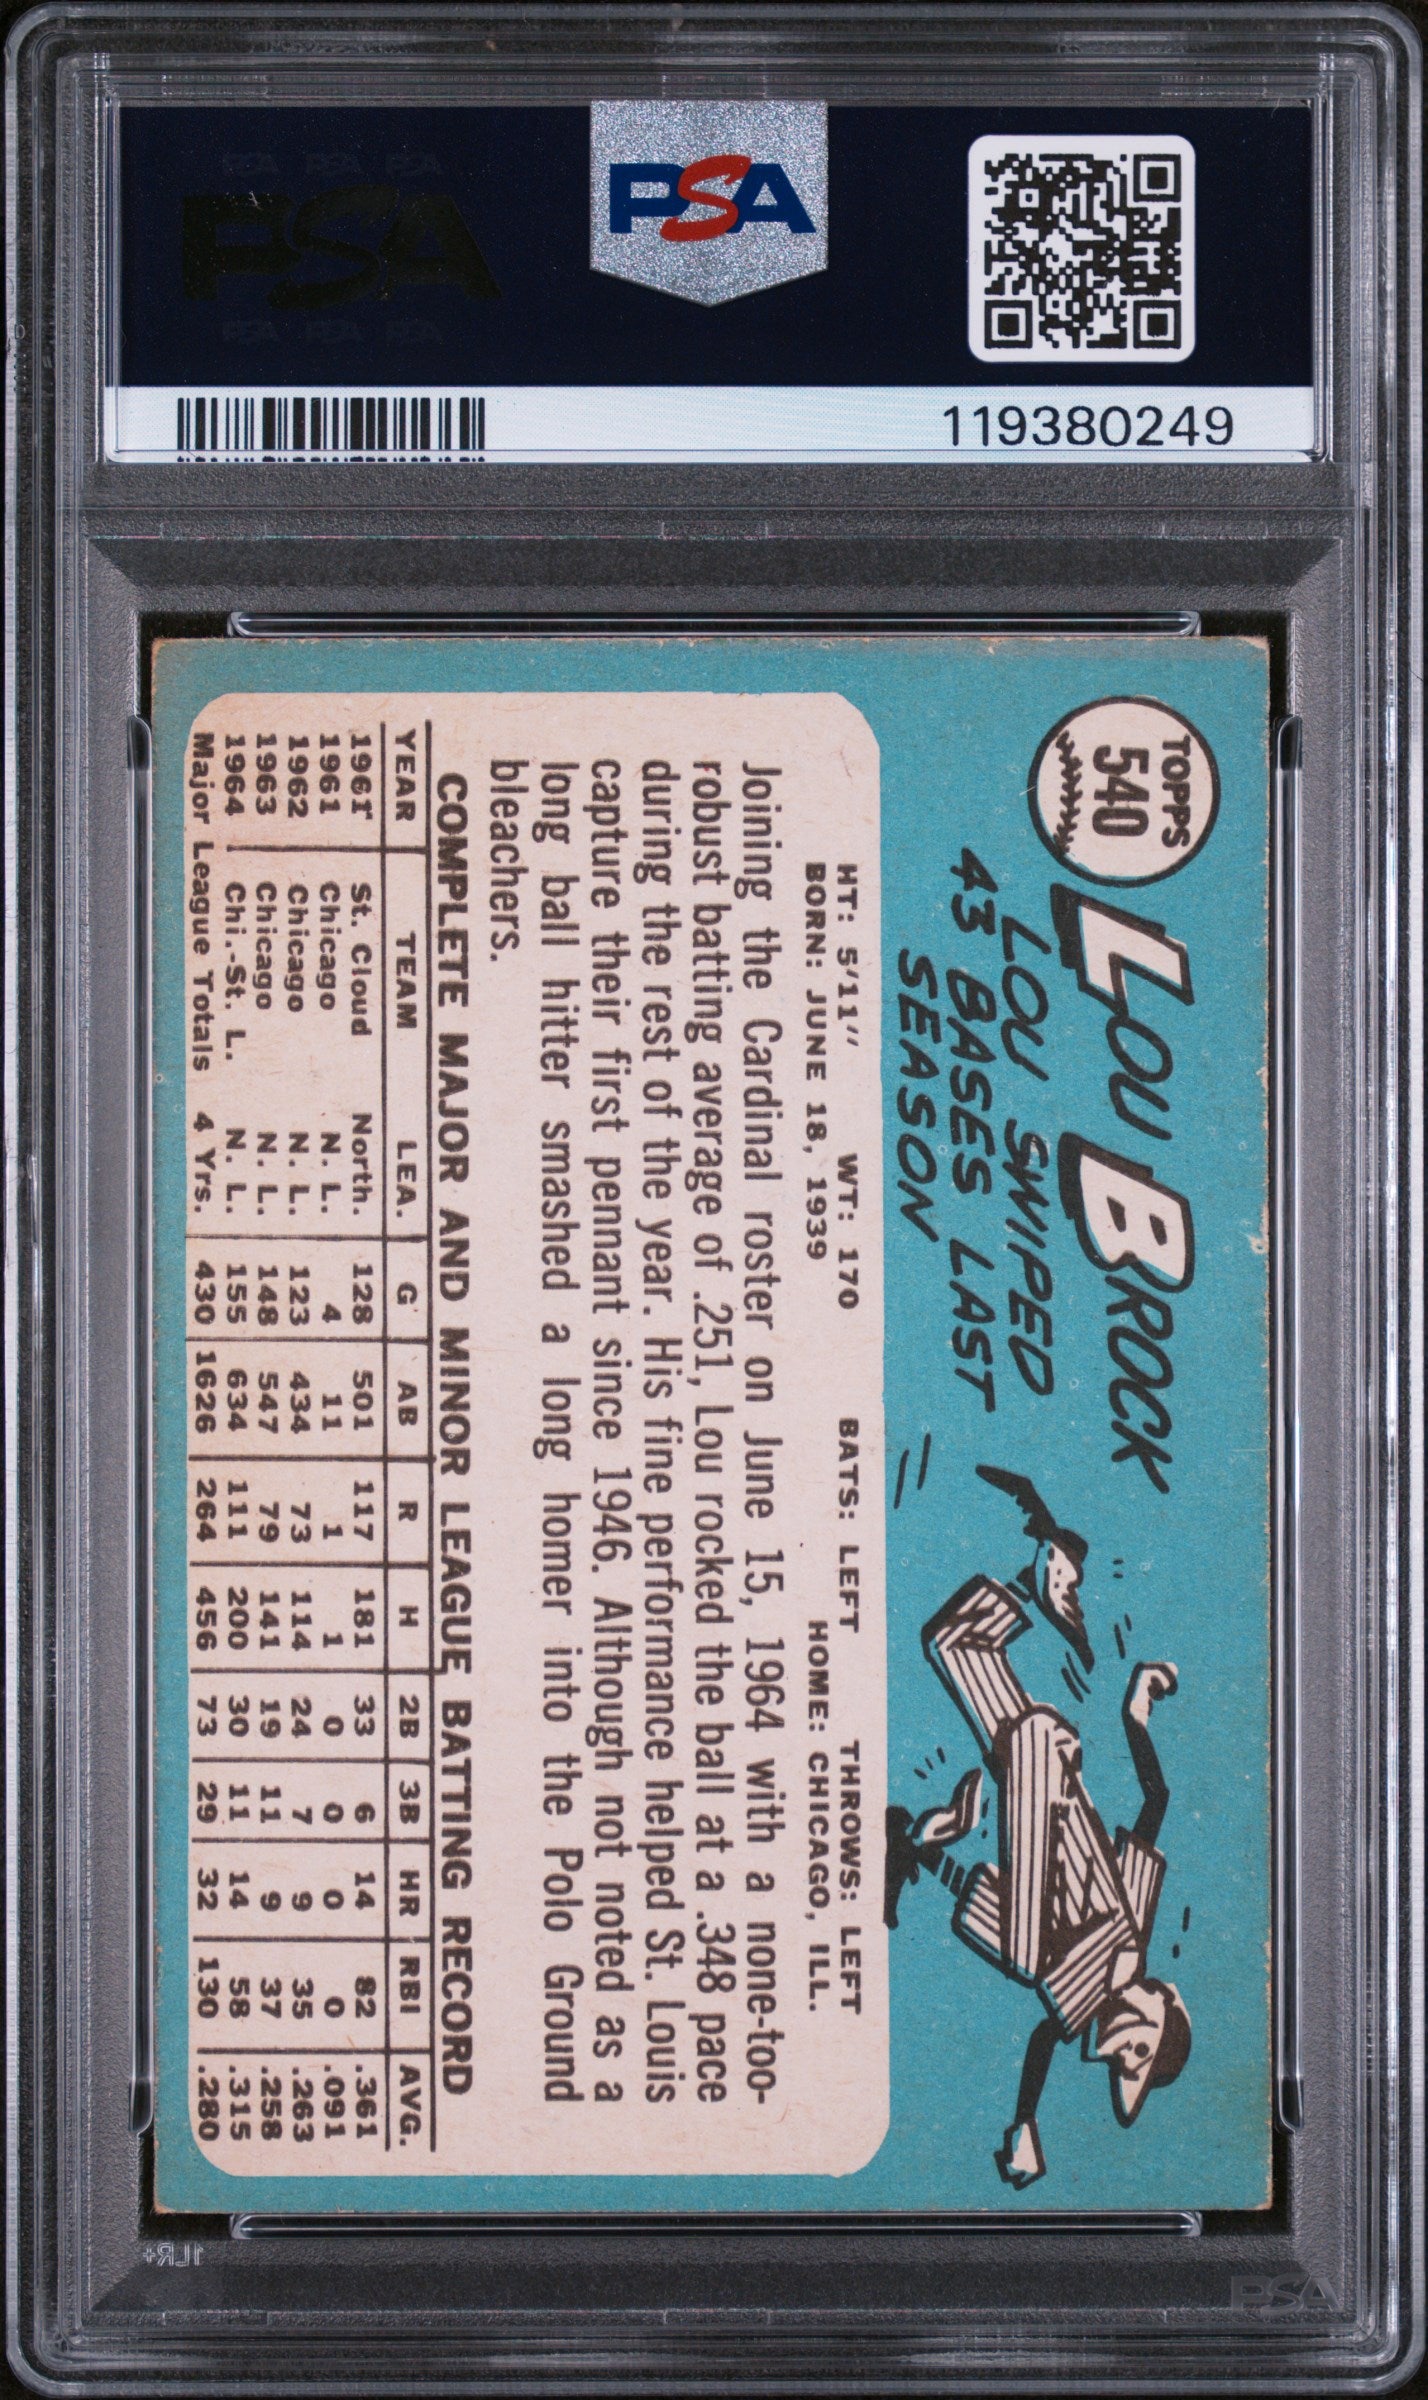 PSA PSA PSA
PSA
PSA PSA PSA
PSA
119380249
TOPPS
540
LOU BROCK
LOU SWIPED
43 BASES LAST
SEASON
HT: 5'11" WT: 170 BATS: LEFT THROWS: LEFT
BORN: JUNE 18, 1939 HOME: CHICAGO, ILL.
Joining the Cardinal roster on June 15, 1964 with a none-too-
robust batting average of .251, Lou rocked the ball at a .348 pace
during the rest of the year. His fine performance helped St. Louis
capture their first pennant since 1946. Although not noted as a
long ball hitter smashed a long homer into the Polo Ground
bleachers.
COMPLETE MAJOR AND MINOR LEAGUE BATTING RECORD
YEAR TEAM LEA. G AB R H 2B 3B HR RBI AVG.
1961 St. Cloud North. 128 501 117 181 33 6 14 82 .361
1961 Chicago N. L. 4 11 1 1 0 0 0 0 .091
1962 Chicago N. L. 123 434 73 114 24 7 9 35 .263
1963 Chicago N. L. 148 547 79 141 19 11 9 37 .258
1964 Chi.-St. L. N. L. 155 634 111 200 30 11 14 58 .315
Major League Totals 4 Yrs. 430 1626 264 456 73 29 32 130 .280
1LR+
PSA